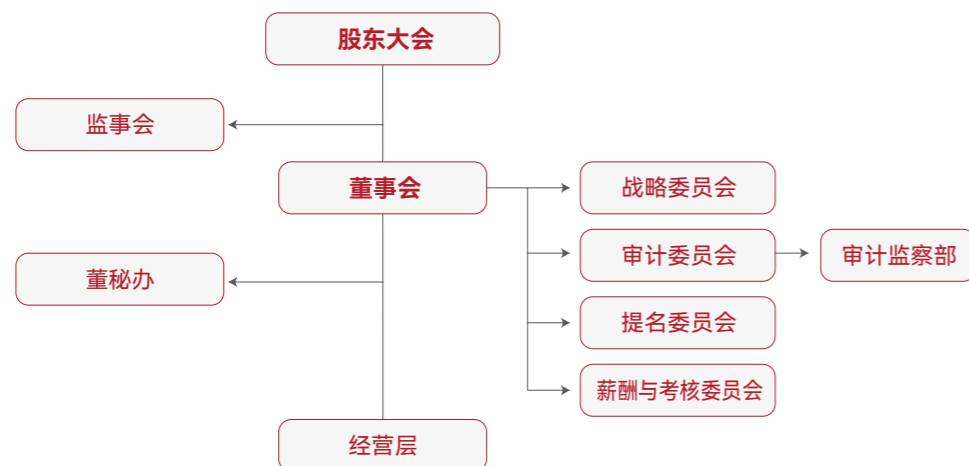 股东大会
监事会
董事会
战略委员会
审计委员会
审计监察部
董秘办
提名委员会
薪酬与考核委员会
经营层